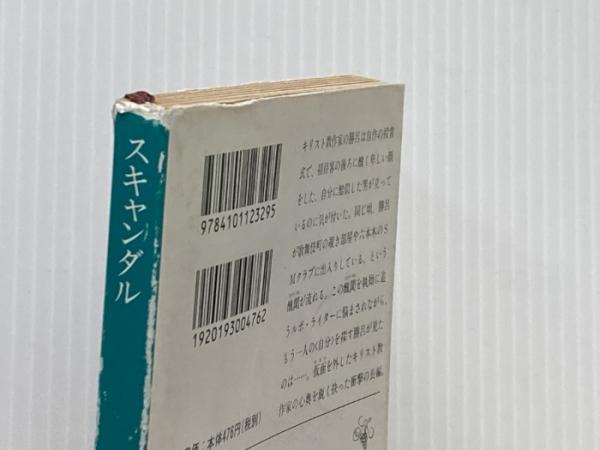 スキャンダル
9784101123295
1920193004762
キリスト教作家の勝呂は自作の授賞
式で、招待客の後ろに醜く卑しい顔
をした、自分に酷似した男が立って
いるのに気が付いた。同じ頃、勝呂
が歌舞伎町の覗き部屋や六本木のS
Mクラブに出入りしている、という
醜聞が流れる。この醜聞を執拗に追
うルポ・ライターに悩まされながら、
もう一人の〈自分〉を探す勝呂が見た
のは……。仮面を外したキリスト教
作家の心奥を鋭く抉った衝撃の長編。
定価:本体476円(税別)